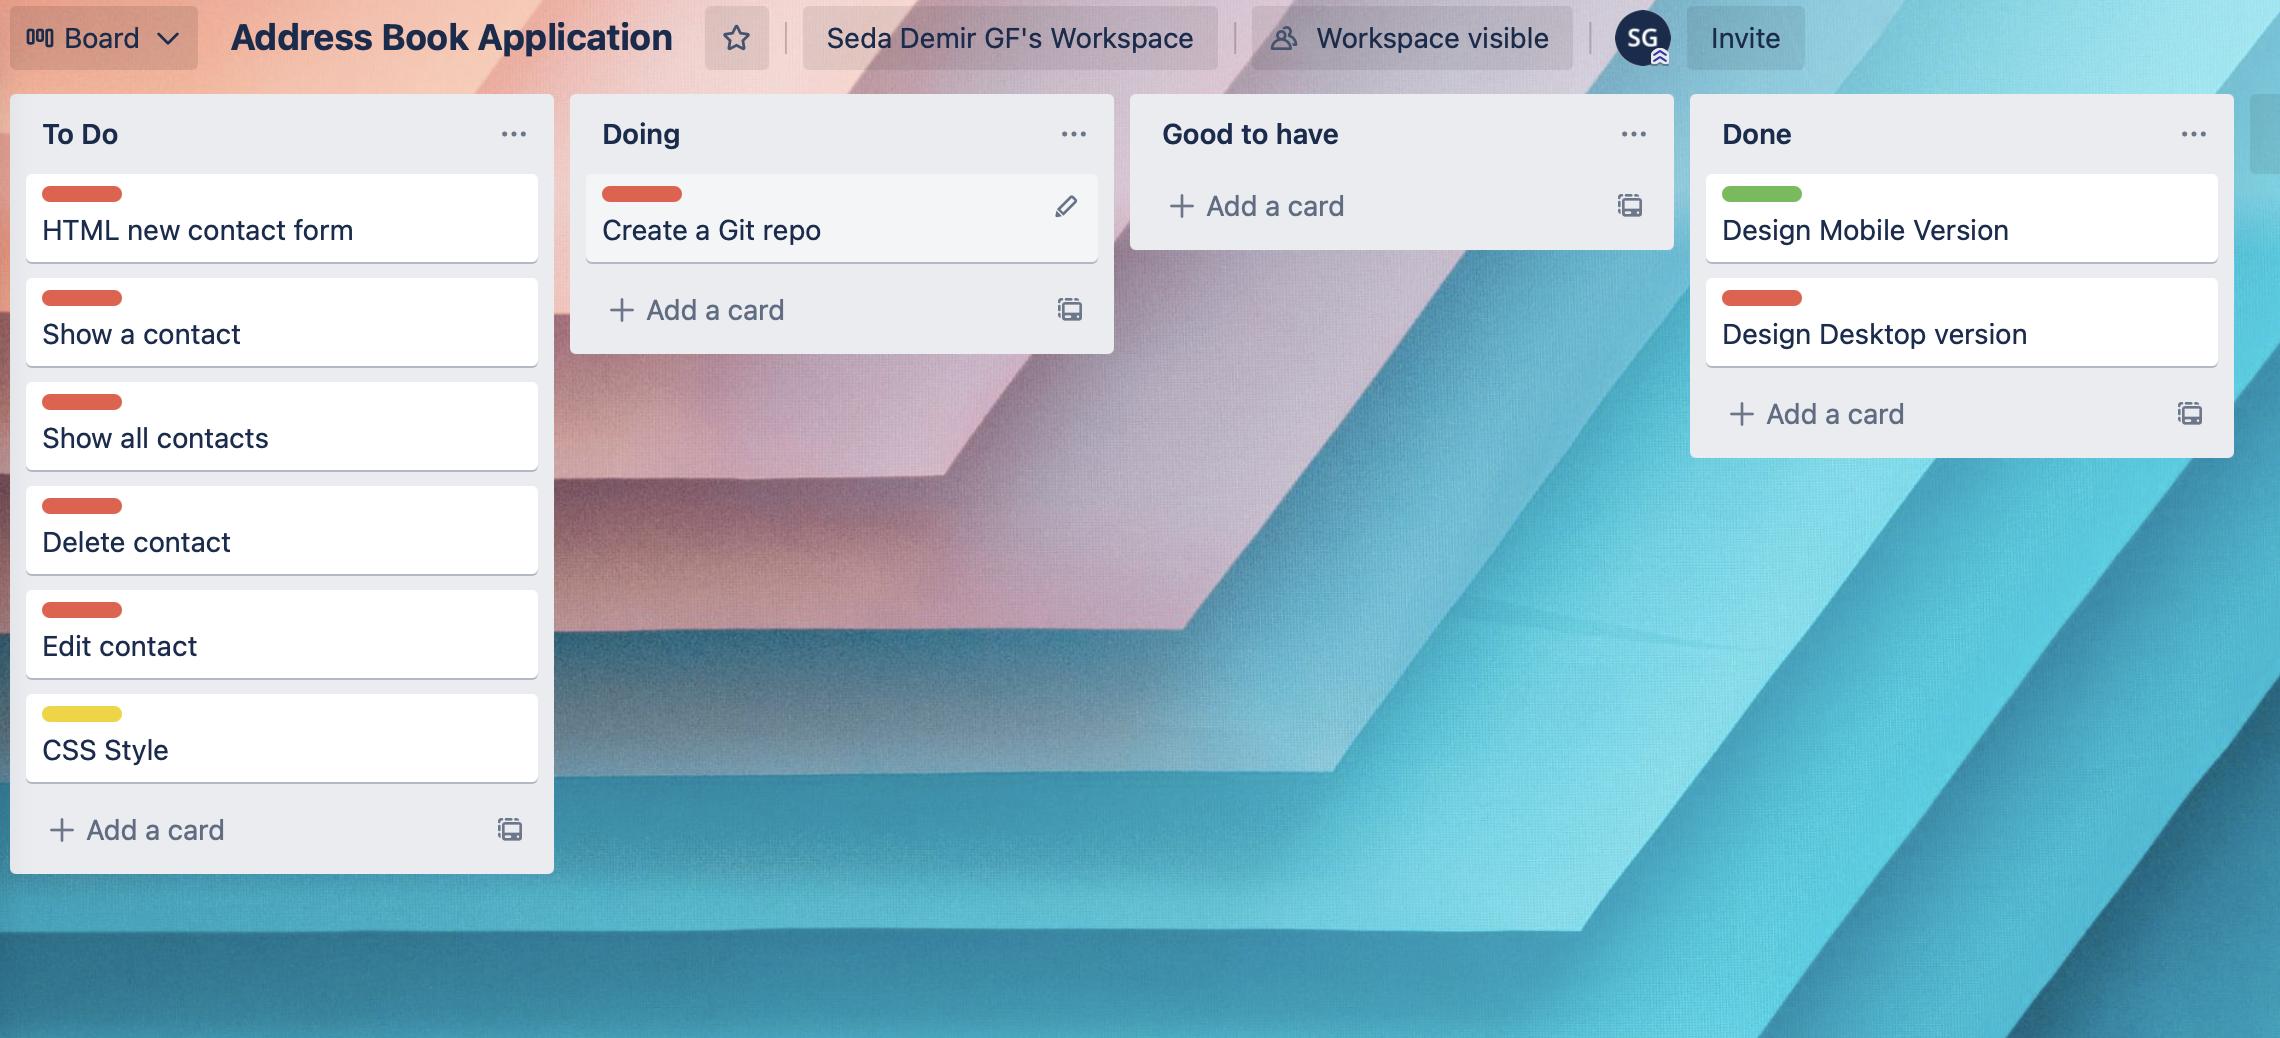 Board
Address Book Application
Seda Demir GF's Workspace
Workspace visible
SG
Invite
To Do
HTML new contact form
Show a contact
Show all contacts
Delete contact
Edit contact
CSS Style
Add a card
Doing
Create a Git repo
Add a card
Good to have
Add a card
Done
Design Mobile Version
Design Desktop version
Add a card